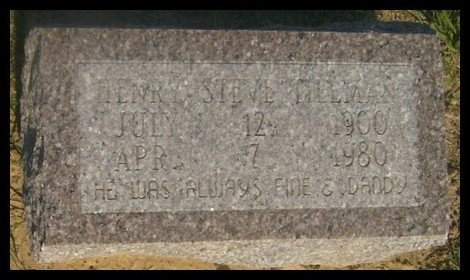 HENRY STEVE TILLMAN
JULY 12, 1900
APR. 7, 1980
HE WAS ALWAYS FINE & DANDY